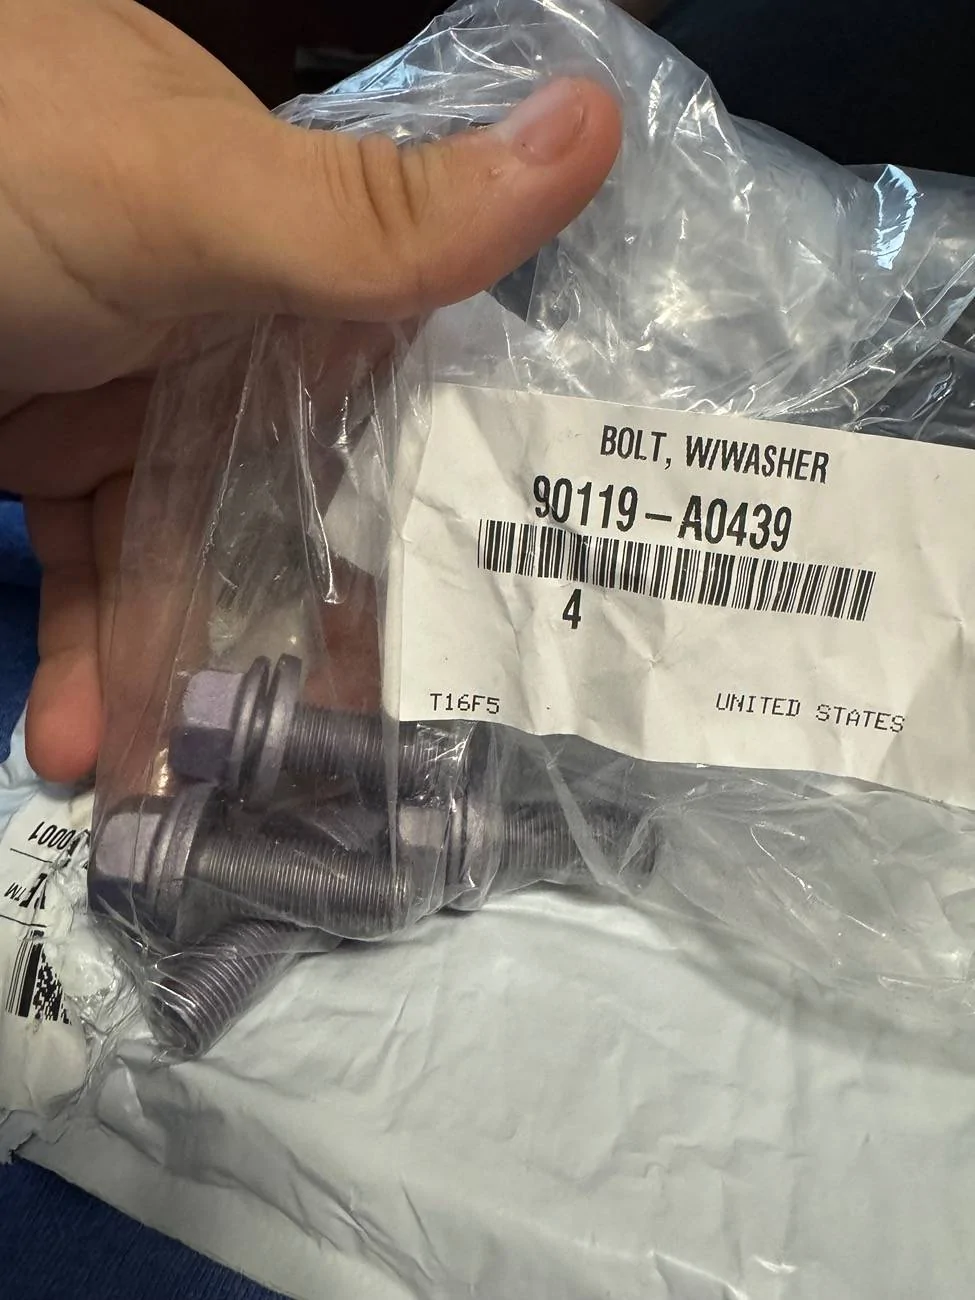 BOLT, W/WASHER
90119-A0439
4
T16F5 UNITED STATES